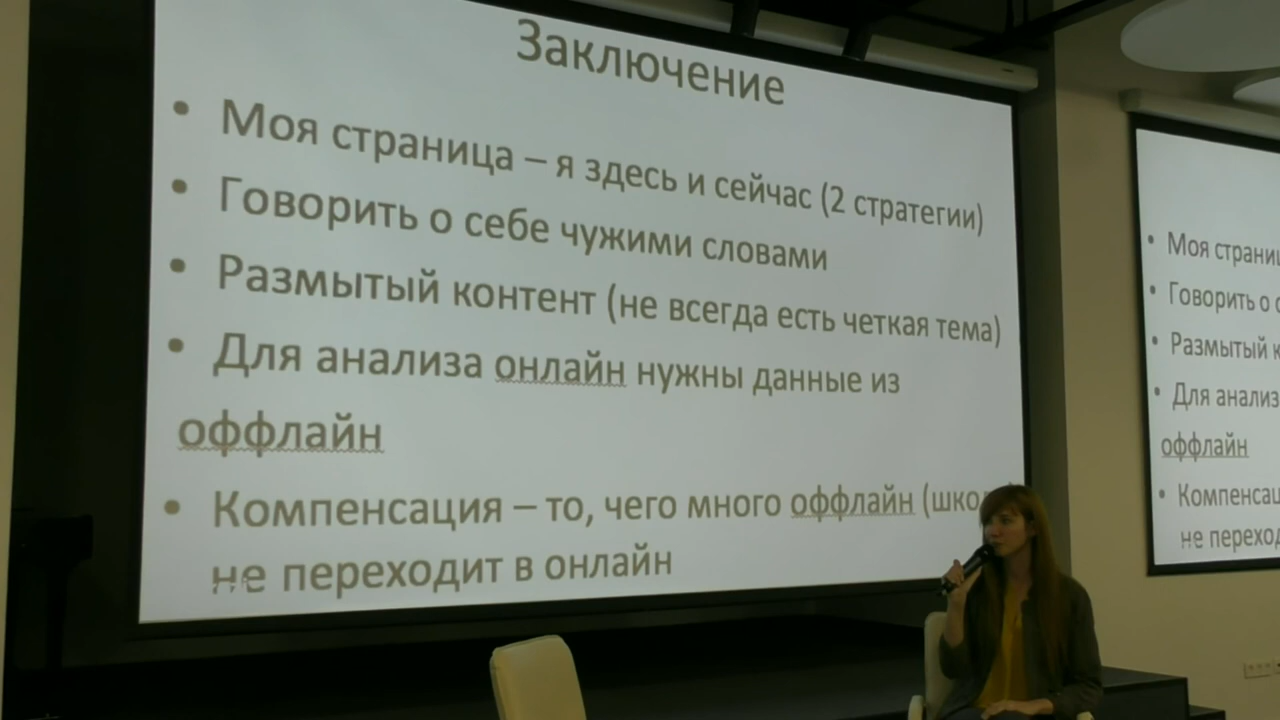 Заключение
• Моя страница – я здесь и сейчас (2 стратегии)
• Говорить о себе чужими словами
• Размытый контент (не всегда есть четкая тема)
• Для анализа онлайн нужны данные из
оффлайн
• Компенсация – то, чего много оффлайн (шко
не переходит в онлайн
• Моя страни
• Говорить о
• Размытый
• Для анализ
оффлайн
• Компенсац
не переход